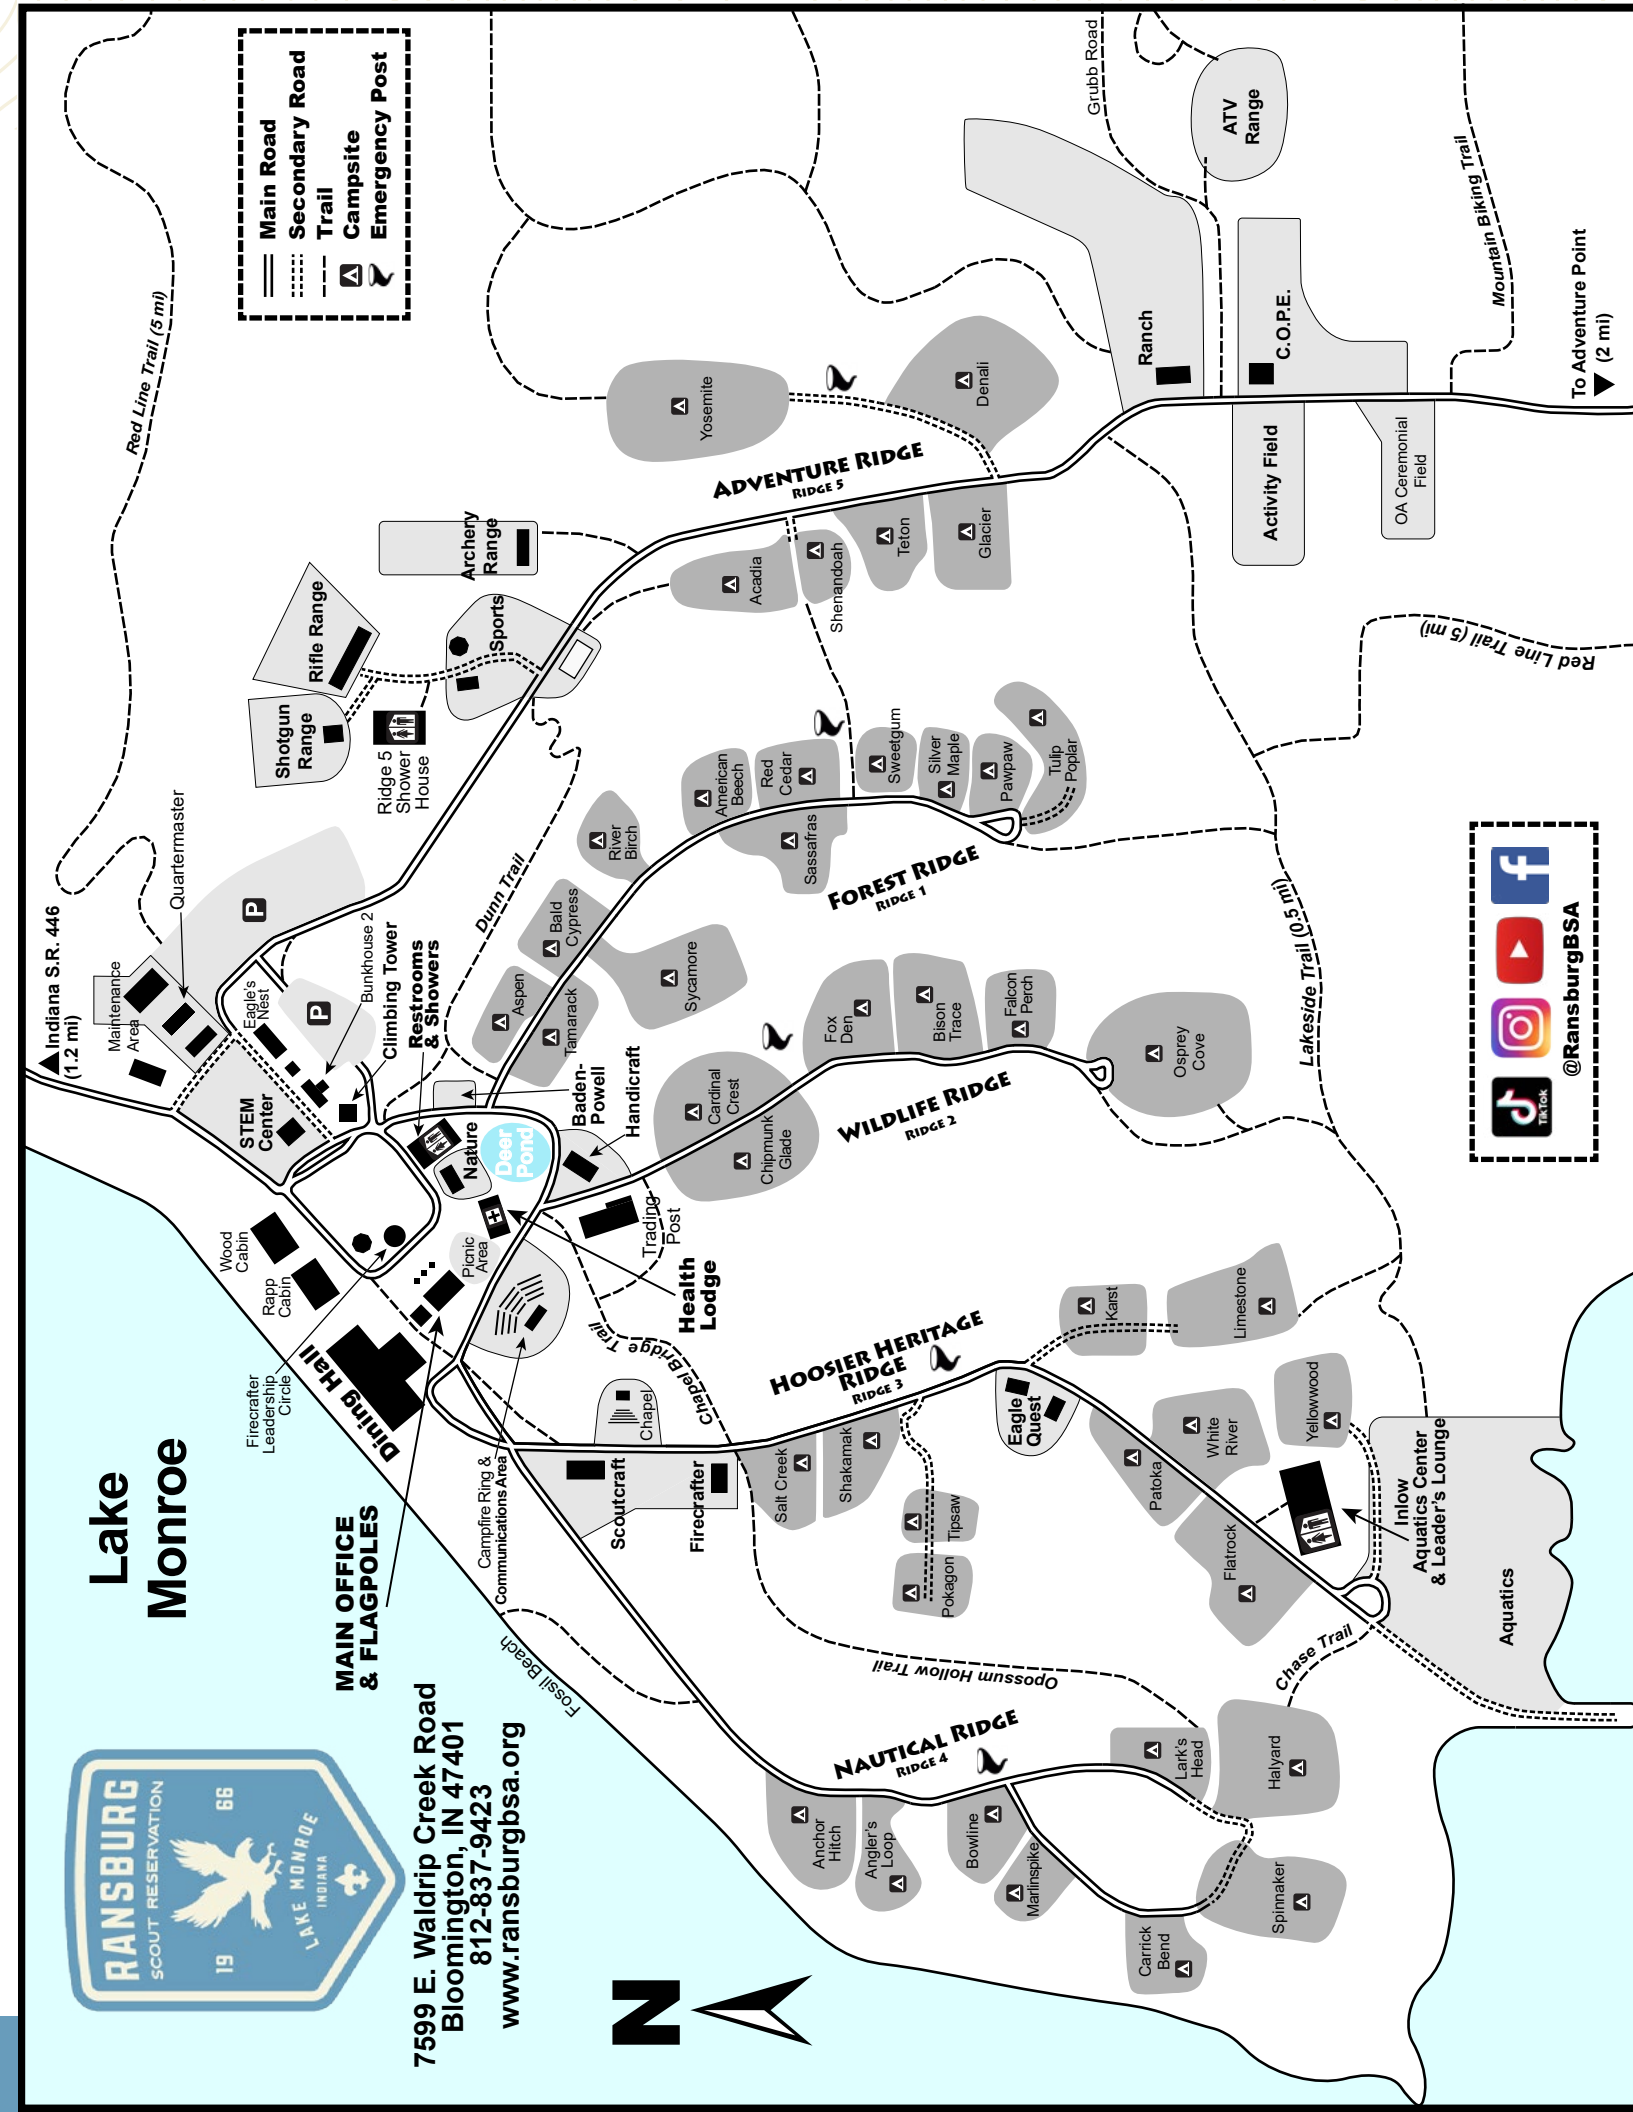 RANSBURG
SCOUT RESERVATION
19 66
LAKE MONROE
INDIANA
7599 E. Waldrip Creek Road
Bloomington, IN 47401
812-837-9423
www.ransburgbsa.org
N
Lake
Monroe
MAIN OFFICE
& FLAGPOLES
Fossil Beach
Campfire Ring &
Communications Area
Dining Hall
Firecrafter
Leadership
Circle
Rapp
Cabin
Wood
Cabin
Indiana S.R. 446
(1.2 mi)
Maintenance
Area
Quartermaster
STEM
Center
Eagle's
Nest
P
P
Bunkhouse 2
Climbing Tower
Restrooms
& Showers
Nature
Deer
Pond
Picnic
Area
Baden-
Powell
Handicraft
Trading
Post
Health
Lodge
Chapel Bridge Trail
Chapel
Scoutcraft
Firecrafter
Dunn Trail
Red Line Trail (5 mi)
Main Road
Secondary Road
Trail
Campsite
Emergency Post
Shotgun
Range
Rifle Range
Ridge 5
Shower
House
Sports
Archery
Range
ADVENTURE RIDGE
RIDGE 5
Yosemite
Denali
Acadia
Shenandoah
Teton
Glacier
FOREST RIDGE
RIDGE 1
Aspen
Tamarack
Bald
Cypress
Sycamore
River
Birch
American
Beech
Red
Cedar
Sassafras
Sweetgum
Silver
Maple
Pawpaw
Tulip
Poplar
WILDLIFE RIDGE
RIDGE 2
Cardinal
Crest
Chipmunk
Glade
Fox
Den
Bison
Trace
Falcon
Perch
Osprey
Cove
HOOSIER HERITAGE
RIDGE
RIDGE 3
Salt Creek
Shakamak
Tipsaw
Pokagon
Eagle
Quest
Karst
Limestone
Patoka
White
River
Yellowwood
Flatrock
Inlow
Aquatics Center
& Leader's Lounge
Aquatics
Chase Trail
Opossum Hollow Trail
NAUTICAL RIDGE
RIDGE 4
Anchor
Hitch
Angler's
Loop
Bowline
Marlinspike
Carrick
Bend
Lark's
Head
Halyard
Spinnaker
Lakeside Trail (0.5 mi)
Ranch
Grubb Road
ATV
Range
C.O.P.E.
Activity Field
OA Ceremonial
Field
Mountain Biking Trail
Red Line Trail (5 mi)
To Adventure Point
(2 mi)
TikTok
@RansburgBSA